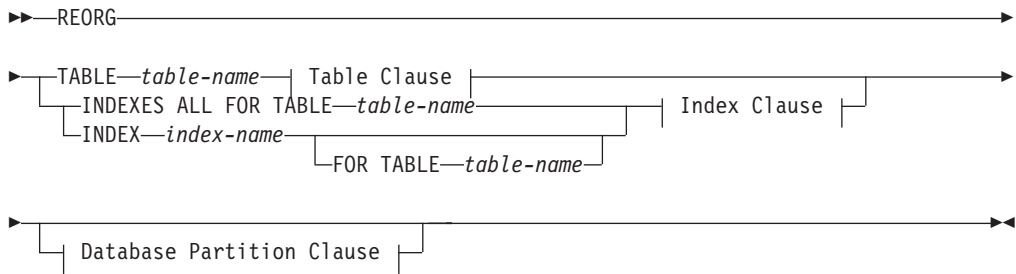 REORG
TABLE table-name Table Clause
INDEXES ALL FOR TABLE table-name Index Clause
INDEX index-name
FOR TABLE table-name
Database Partition Clause